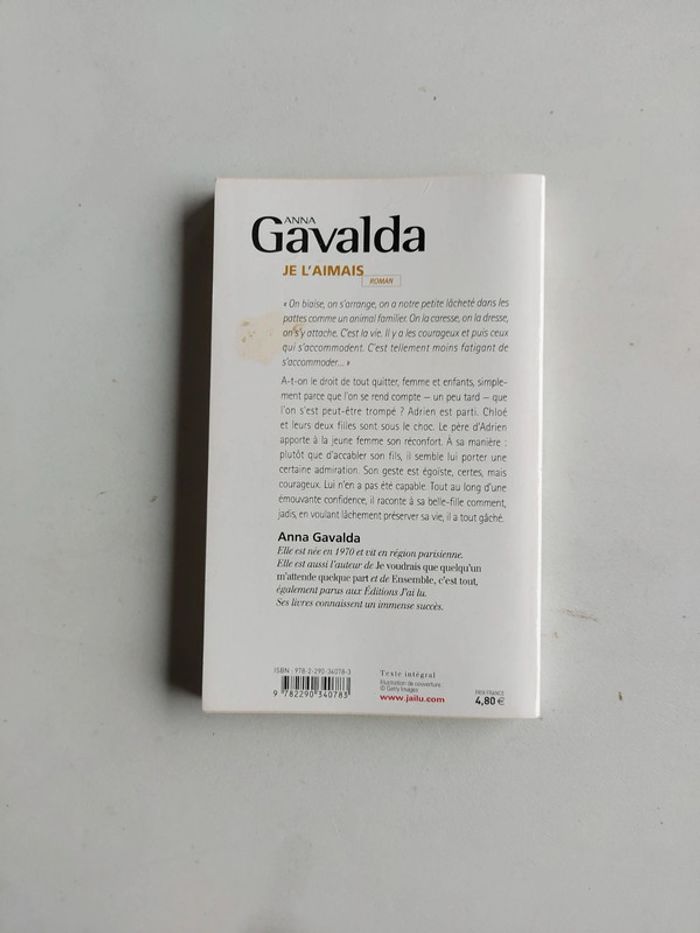 ANNA
Gavalda
JE L'AIMAIS
ROMAN
« On biaise, on s'arrange, on a notre petite lâcheté dans les
pattes comme un animal familier. On la caresse, on la dresse,
on s'y attache. C'est la vie. Il y a les courageux et puis ceux
qui s'accommodent. C'est tellement moins fatigant de
s'accommoder... »
A-t-on le droit de tout quitter, femme et enfants, simple-
ment parce que l'on se rend compte – un peu tard – que
l'on s'est peut-être trompé ? Adrien est parti. Chloé
et leurs deux filles sont sous le choc. Le père d'Adrien
apporte à la jeune femme son réconfort. À sa manière :
plutôt que d'accabler son fils, il semble lui porter une
certaine admiration. Son geste est égoïste, certes, mais
courageux. Lui n'en a pas été capable. Tout au long d'une
émouvante confidence, il raconte à sa belle-fille comment,
jadis, en voulant lâchement préserver sa vie, il a tout gâché.
Anna Gavalda
Elle est née en 1970 et vit en région parisienne.
Elle est aussi l'auteur de Je voudrais que quelqu'un
m'attende quelque part et de Ensemble, c'est tout,
également parus aux Éditions J'ai lu.
Ses livres connaissent un immense succès.
ISBN : 978-2-290-34078-3
9 782290 340783
Texte intégral
Illustration de couverture :
© Getty Images
www.jailu.com
PRIX FRANCE
4,80 €